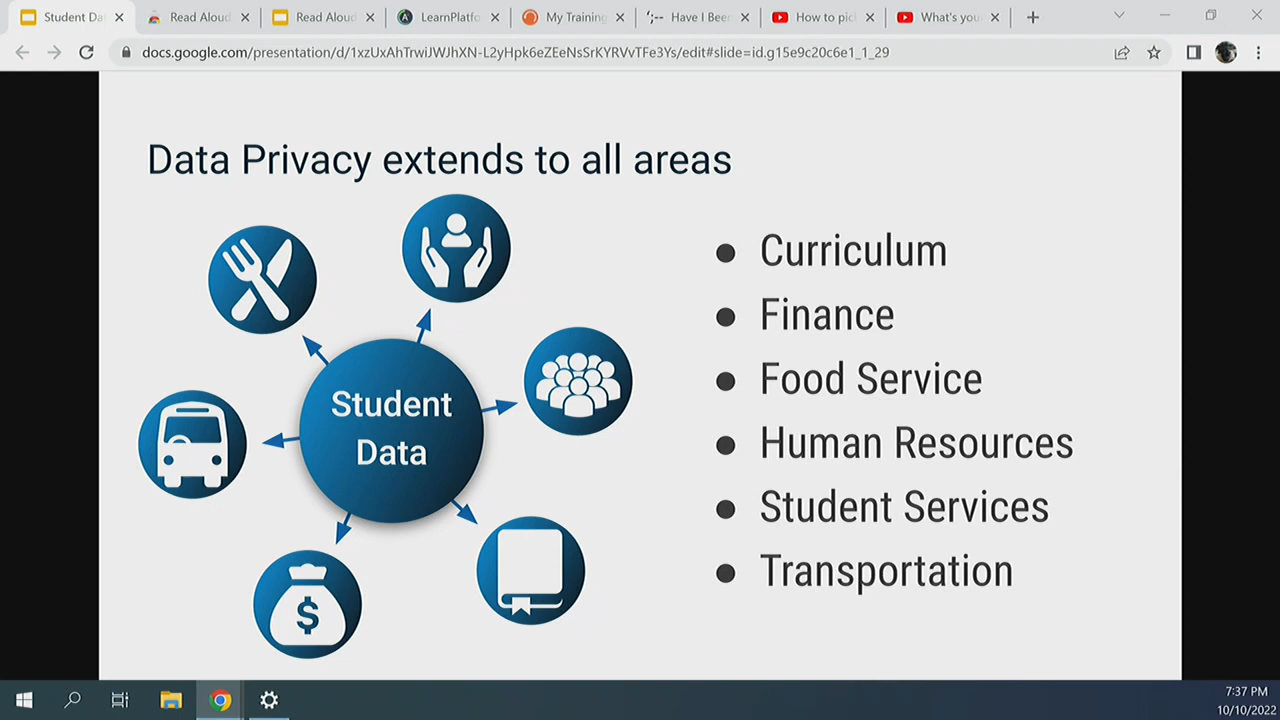 Student Da
Read Aloud
Read Aloud
LearnPlatfo
My Training
Have I Been
How to pic
What's you
docs.google.com/presentation/d/1xzUxAhTrwiJWJhXN-L2yHpk6eZEeNsSrKYRVvTFe3Ys/edit#slide=id.g15e9c20c6e1_1_29
Data Privacy extends to all areas
Student
Data
$
● Curriculum
● Finance
● Food Service
● Human Resources
● Student Services
● Transportation
7:37 PM
10/10/2022